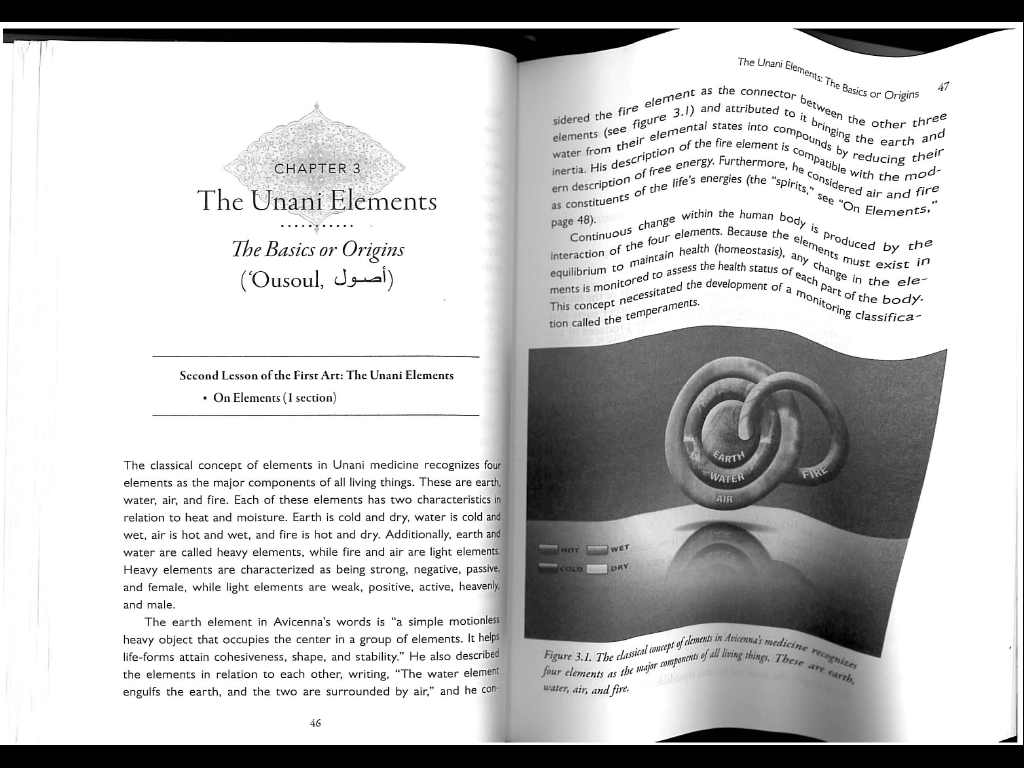 CHAPTER 3
The Unani Elements
The Basics or Origins
(‘Ousoul, أصول)
Second Lesson of the First Art: The Unani Elements
• On Elements (1 section)
The classical concept of elements in Unani medicine recognizes four
elements as the major components of all living things. These are earth,
water, air, and fire. Each of these elements has two characteristics in
relation to heat and moisture. Earth is cold and dry, water is cold and
wet, air is hot and wet, and fire is hot and dry. Additionally, earth and
water are called heavy elements, while fire and air are light elements.
Heavy elements are characterized as being strong, negative, passive,
and female, while light elements are weak, positive, active, heavenly,
and male.
The earth element in Avicenna’s words is “a simple motionless
heavy object that occupies the center in a group of elements. It helps
life-forms attain cohesiveness, shape, and stability.” He also described
the elements in relation to each other, writing, “The water element
engulfs the earth, and the two are surrounded by air,” and he con-
46
The Unani Elements: The Basics or Origins 47
sidered the fire element as the connector between the other three
elements (see figure 3.1) and attributed to it bringing the earth and
water from their elemental states into compounds by reducing their
inertia. His description of the fire element is compatible with the mod-
ern description of free energy. Furthermore, he considered air and fire
as constituents of the life’s energies (the “spirits,” see “On Elements,”
page 48).
Continuous change within the human body is produced by the
interaction of the four elements. Because the elements must exist in
equilibrium to maintain health (homeostasis), any change in the ele-
ments is monitored to assess the health status of each part of the body.
This concept necessitated the development of a monitoring classifica-
tion called the temperaments.
EARTH
WATER
AIR
FIRE
HOT WET
COLD DRY
Figure 3.1. The classical concept of elements in Avicenna’s medicine recognizes
four elements as the major components of all living things. These are earth,
water, air, and fire.